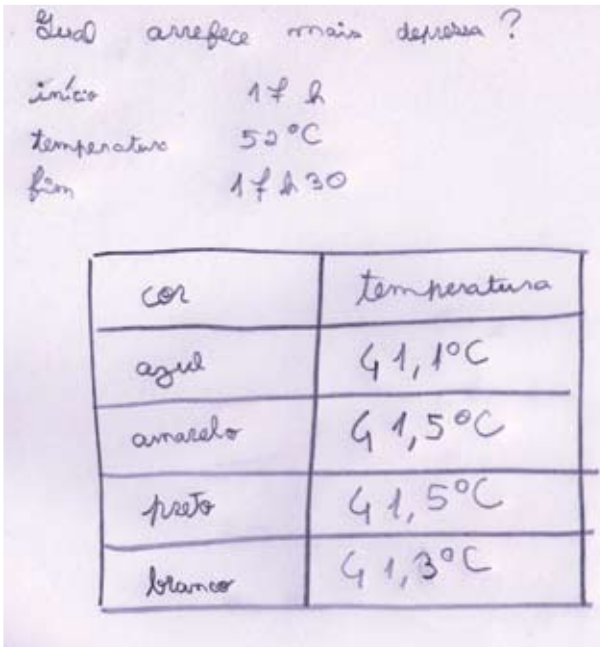 Qual arrefece mais depressa?
início 17 h
temperatura 52°C
fim 17 h 30
cor temperatura
azul 41,1°C
amarelo 41,5°C
preto 41,5°C
branco 41,3°C